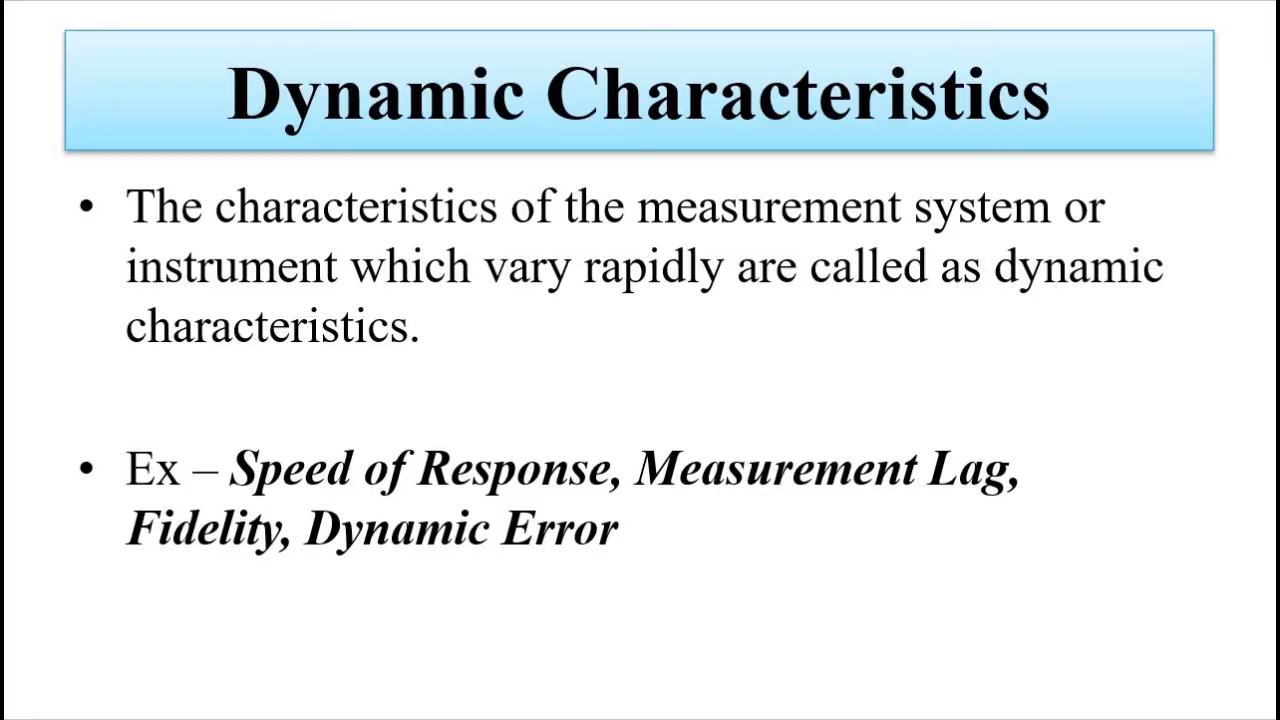 Dynamic Characteristics
• The characteristics of the measurement system or
instrument which vary rapidly are called as dynamic
characteristics.
• Ex – Speed of Response, Measurement Lag,
Fidelity, Dynamic Error